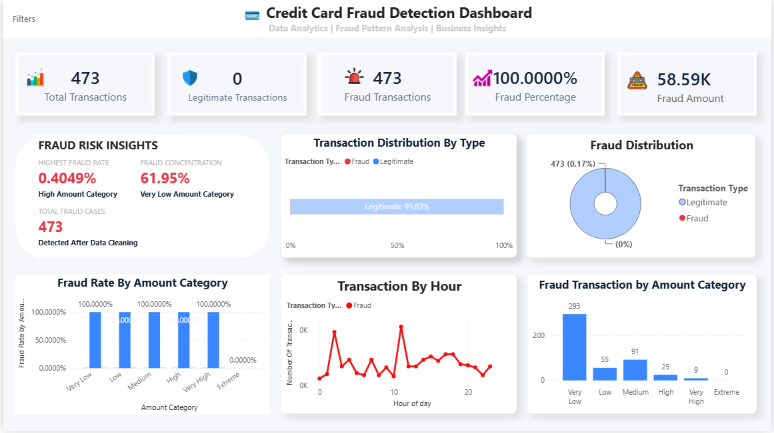 Filters
Credit Card Fraud Detection Dashboard
Data Analytics | Fraud Pattern Analysis | Business Insights
473
Total Transactions
0
Legitimate Transactions
473
Fraud Transactions
100.0000%
Fraud Percentage
58.59K
Fraud Amount
FRAUD RISK INSIGHTS
HIGHEST FRAUD RATE
0.4049%
High Amount Category
FRAUD CONCENTRATION
61.95%
Very Low Amount Category
TOTAL FRAUD CASES
473
Detected After Data Cleaning
Transaction Distribution By Type
Transaction Ty... Fraud Legitimate
Legitimate 99.83%
0% 50% 100%
Fraud Distribution
473 (0.17%)
(0%)
Transaction Type
Legitimate
Fraud
Fraud Rate By Amount Category
Fraud Rate by Amou...
100.0000%
50.0000%
0.0000%
100.0000% 100.0000% 100.0000% 0.0000%
Very Low Low Medium High Very High Extreme
Amount Category
Transaction By Hour
Transaction Ty... Fraud
Number Of Transac...
0K
0K
0 10 20
Hour of day
Fraud Transaction by Amount Category
200
0
293 55 91 25 9 0
Very Low Low Medium High Very High Extreme